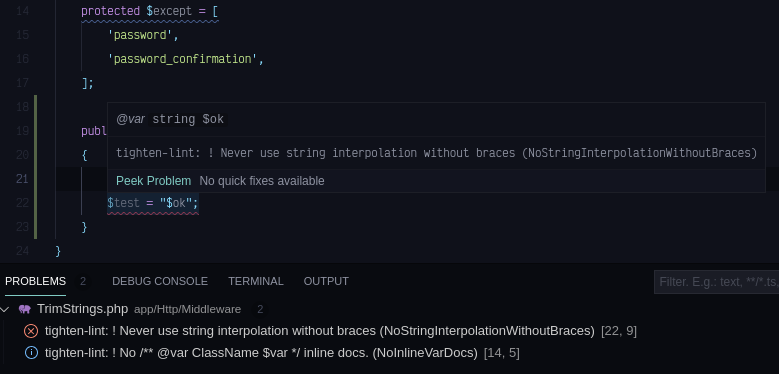 14 protected $except = [
15 'password',
16 'password_confirmation',
17 ];
18
@var string $ok
19 publ
tighten-lint: ! Never use string interpolation without braces (NoStringInterpolationWithoutBraces)
20 {
21 Peek Problem No quick fixes available
22 $test = "$ok";
23 }
24 }
PROBLEMS 2 DEBUG CONSOLE TERMINAL OUTPUT Filter. E.g.: text, **/*.ts,
TrimStrings.php app/Http/Middleware 2
tighten-lint: ! Never use string interpolation without braces (NoStringInterpolationWithoutBraces) [22, 9]
tighten-lint: ! No /** @var ClassName $var */ inline docs. (NoInlineVarDocs) [14, 5]